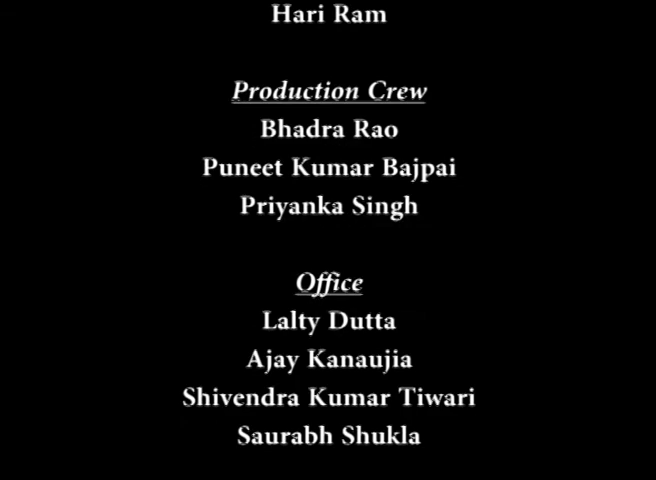 Hari Ram
Production Crew
Bhadra Rao
Puneet Kumar Bajpai
Priyanka Singh
Office
Lalty Dutta
Ajay Kanaujia
Shivendra Kumar Tiwari
Saurabh Shukla